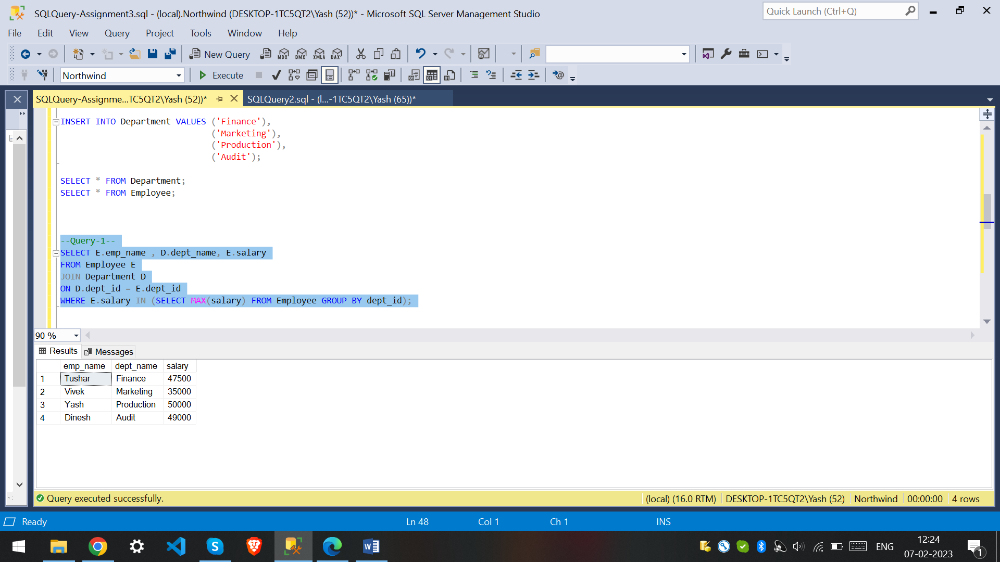 SQLQuery-Assignment3.sql - (local).Northwind (DESKTOP-1TC5QT2\Yash (52))* - Microsoft SQL Server Management Studio
Quick Launch (Ctrl+Q)
File Edit View Query Project Tools Window Help
New Query MDX DMX XMLA DAX
Northwind Execute
SQLQuery-Assignme...TC5QT2\Yash (52))* SQLQuery2.sql - (l...-1TC5QT2\Yash (65))*
INSERT INTO Department VALUES ('Finance'),
('Marketing'),
('Production'),
('Audit');
SELECT * FROM Department;
SELECT * FROM Employee;
--Query-1--
SELECT E.emp_name , D.dept_name, E.salary
FROM Employee E
JOIN Department D
ON D.dept_id = E.dept_id
WHERE E.salary IN (SELECT MAX(salary) FROM Employee GROUP BY dept_id);
90 %
Results Messages
emp_name dept_name salary
1 Tushar Finance 47500
2 Vivek Marketing 35000
3 Yash Production 50000
4 Dinesh Audit 49000
Query executed successfully. (local) (16.0 RTM) DESKTOP-1TC5QT2\Yash (52) Northwind 00:00:00 4 rows
Ready Ln 48 Col 1 Ch 1 INS
ENG 12:24
07-02-2023
1